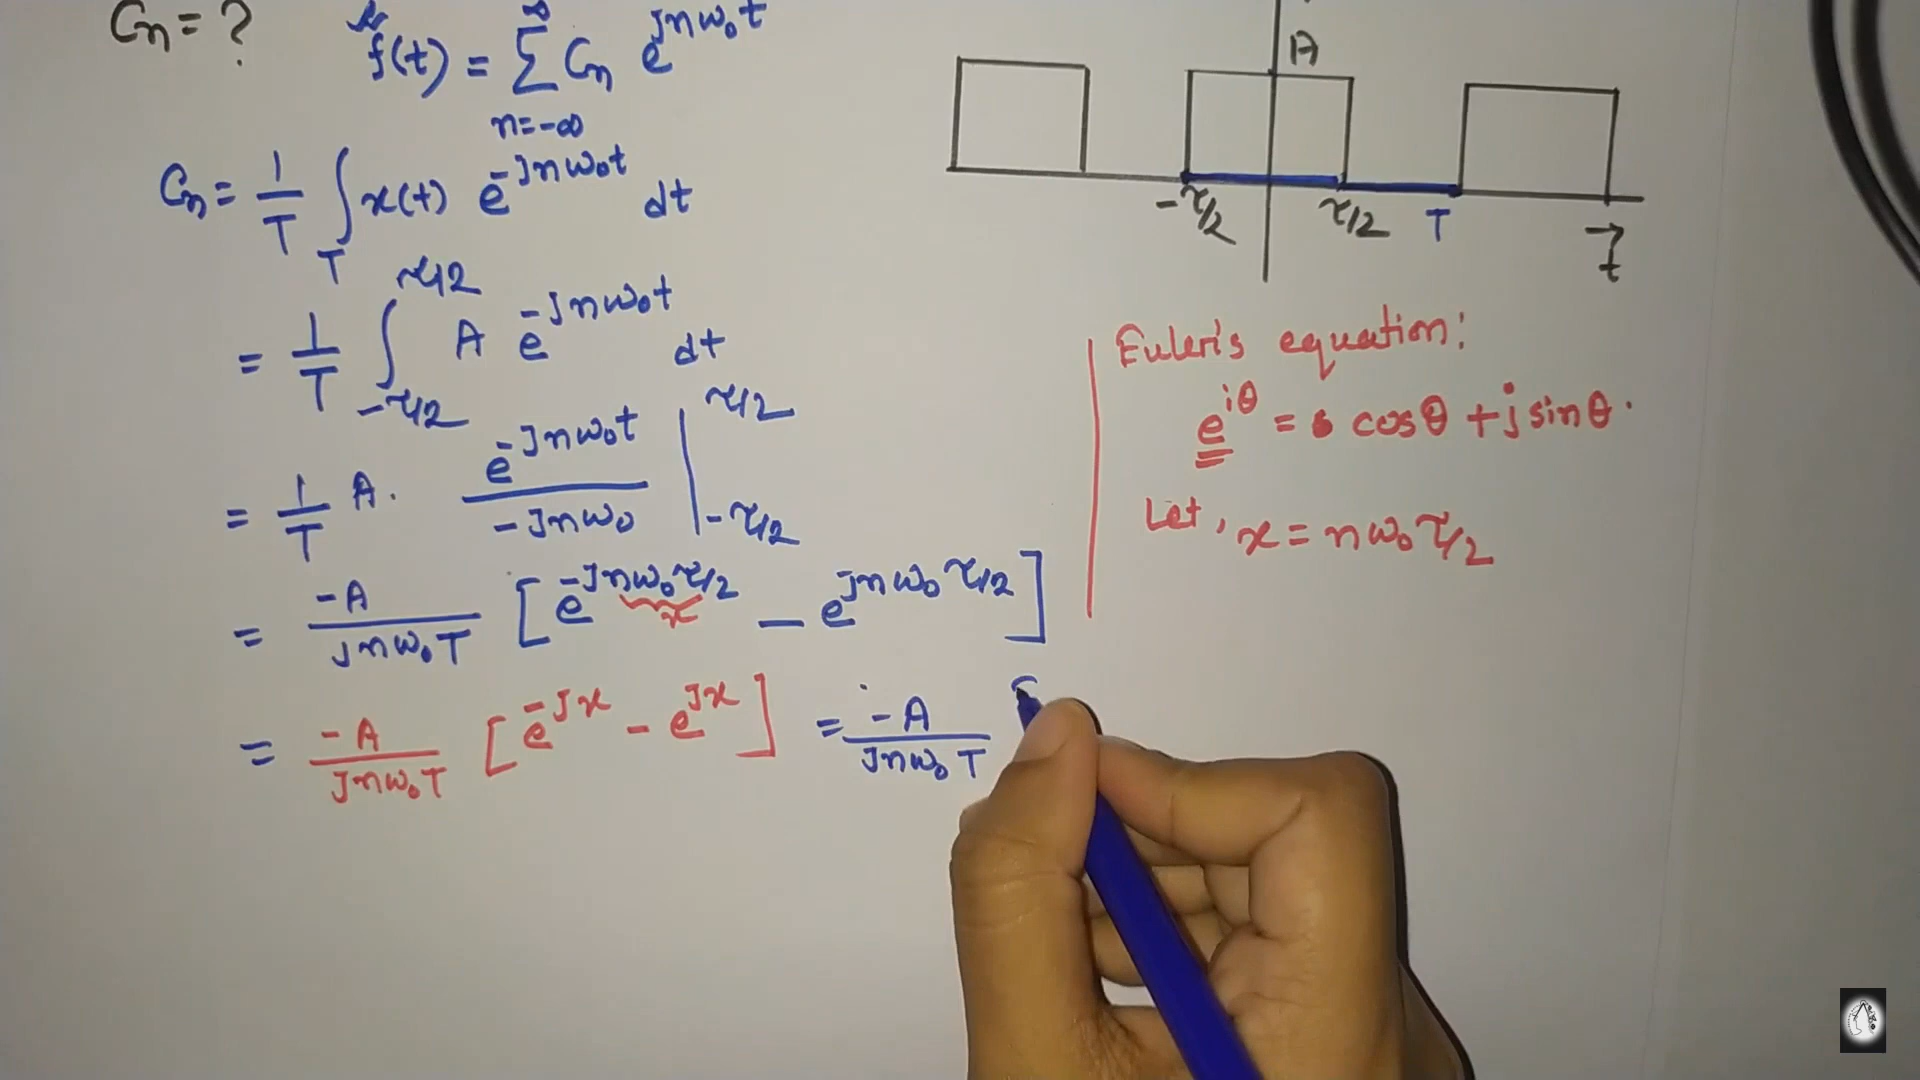 Cn = ? f(t) = ∑ Cn e^jnω₀t
∞
n=-∞
Cn = 1/T ∫_T x(t) e^-jnω₀t dt
= 1/T ∫_-τ/2^τ/2 A e^-jnω₀t dt
= 1/T A. e^-jnω₀t / -jnω₀ |_-τ/2^τ/2
= -A / jnω₀T [e^-jnω₀τ/2 - e^jnω₀τ/2]
x
= -A / jnω₀T [e^-jx - e^jx] = -A / jnω₀T
A
-τ/2 τ/2 T →t
Euler's equation:
e^iθ = cosθ + j sinθ.
Let, x = nω₀τ/2